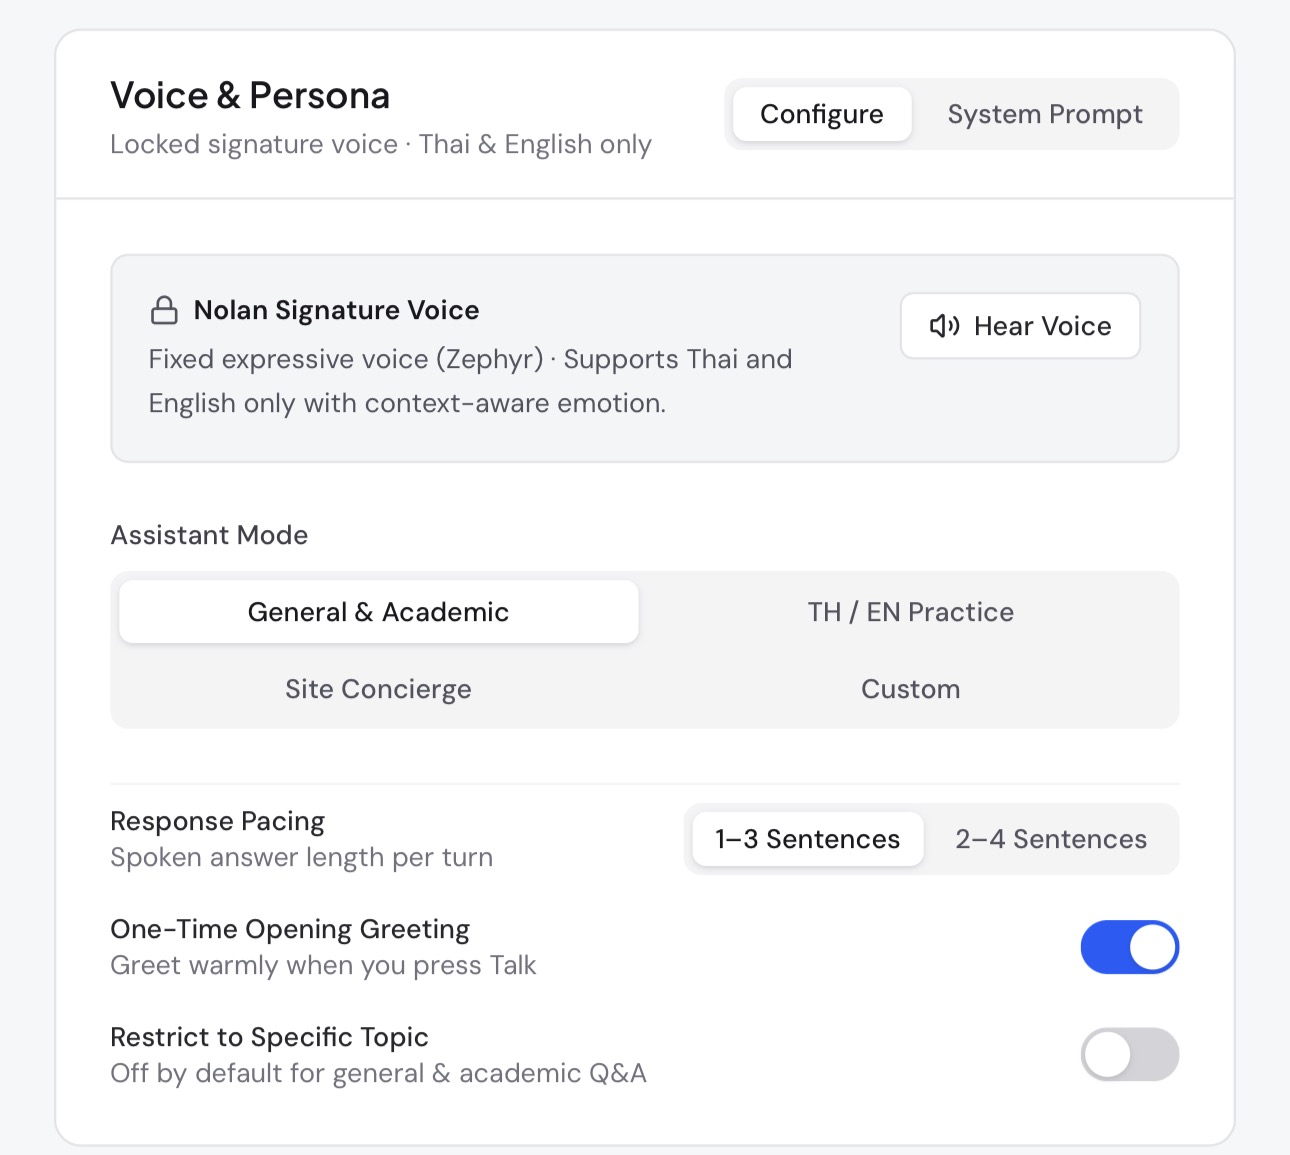 Voice & Persona
Locked signature voice · Thai & English only
Configure
System Prompt
Nolan Signature Voice
Fixed expressive voice (Zephyr) · Supports Thai and
English only with context-aware emotion.
Hear Voice
Assistant Mode
General & Academic
TH / EN Practice
Site Concierge
Custom
Response Pacing
Spoken answer length per turn
1–3 Sentences
2–4 Sentences
One-Time Opening Greeting
Greet warmly when you press Talk
Restrict to Specific Topic
Off by default for general & academic Q&A